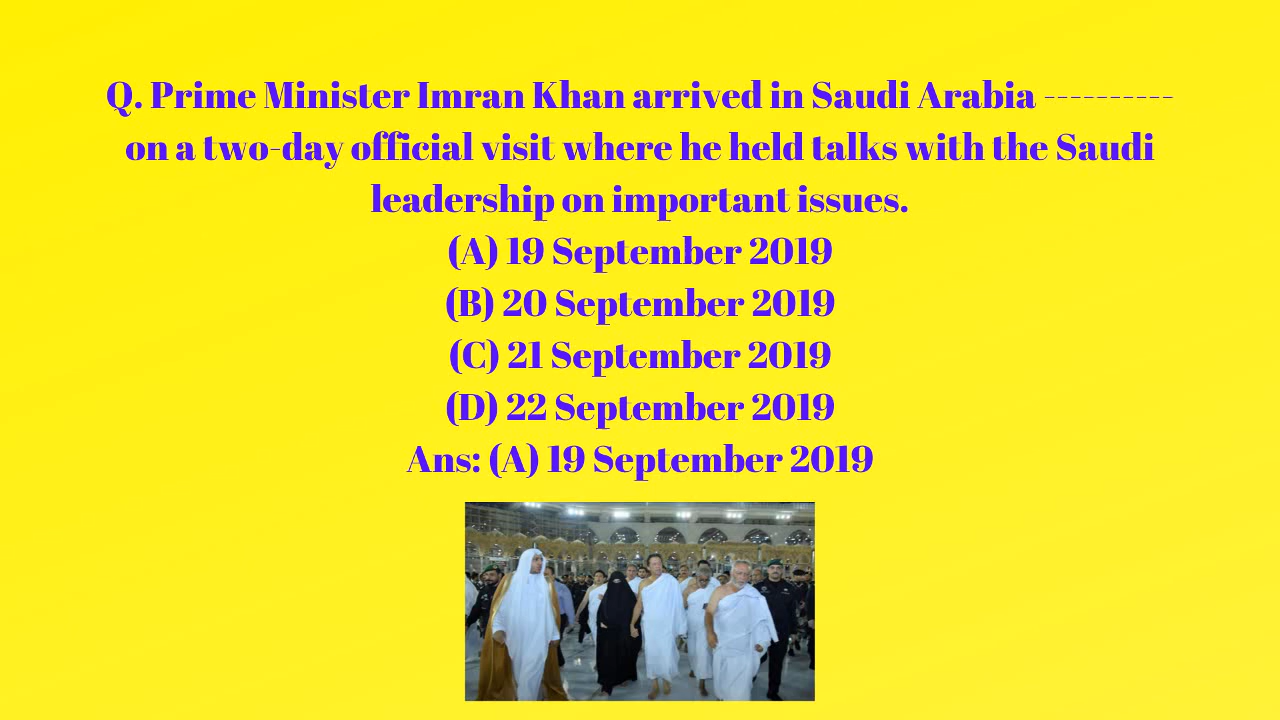 Q. Prime Minister Imran Khan arrived in Saudi Arabia ----------
on a two-day official visit where he held talks with the Saudi
leadership on important issues.
(A) 19 September 2019
(B) 20 September 2019
(C) 21 September 2019
(D) 22 September 2019
Ans: (A) 19 September 2019